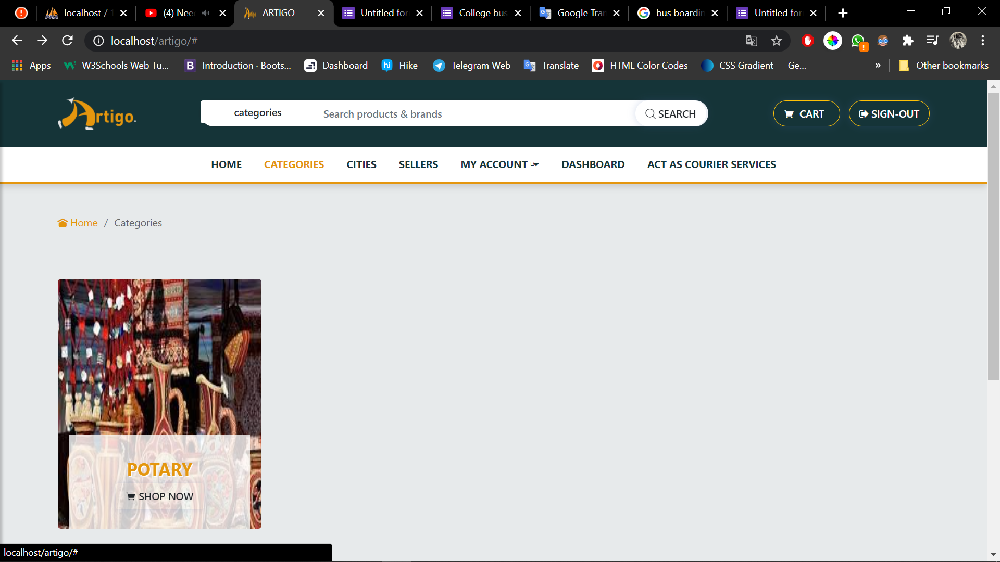 localhost / 1
(4) Nee
ARTIGO
Untitled for
College bus
Google Tran
bus boardin
Untitled for
localhost/artigo/#
Apps
W3Schools Web Tu...
Introduction · Boots...
Dashboard
Hike
Telegram Web
Translate
HTML Color Codes
CSS Gradient — Ge...
»
Other bookmarks
Artigo.
categories
Search products & brands
SEARCH
CART
SIGN-OUT
HOME
CATEGORIES
CITIES
SELLERS
MY ACCOUNT
DASHBOARD
ACT AS COURIER SERVICES
Home / Categories
POTARY
SHOP NOW
localhost/artigo/#